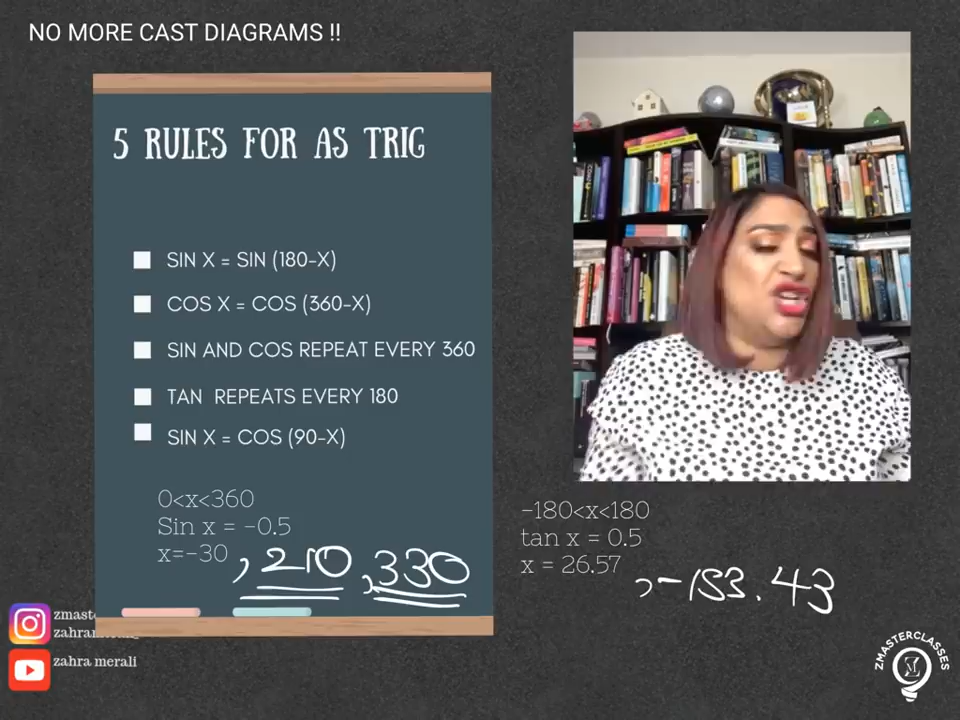 NO MORE CAST DIAGRAMS !!
5 RULES FOR AS TRIG
SIN X = SIN (180-X)
COS X = COS (360-X)
SIN AND COS REPEAT EVERY 360
TAN REPEATS EVERY 180
SIN X = COS (90-X)
0<x<360
Sin x = -0.5
x=-30 , 210 , 330
-180<x<180
tan x = 0.5
x = 26.57 , -153.43
zahra merali
ZMASTERCLASSES